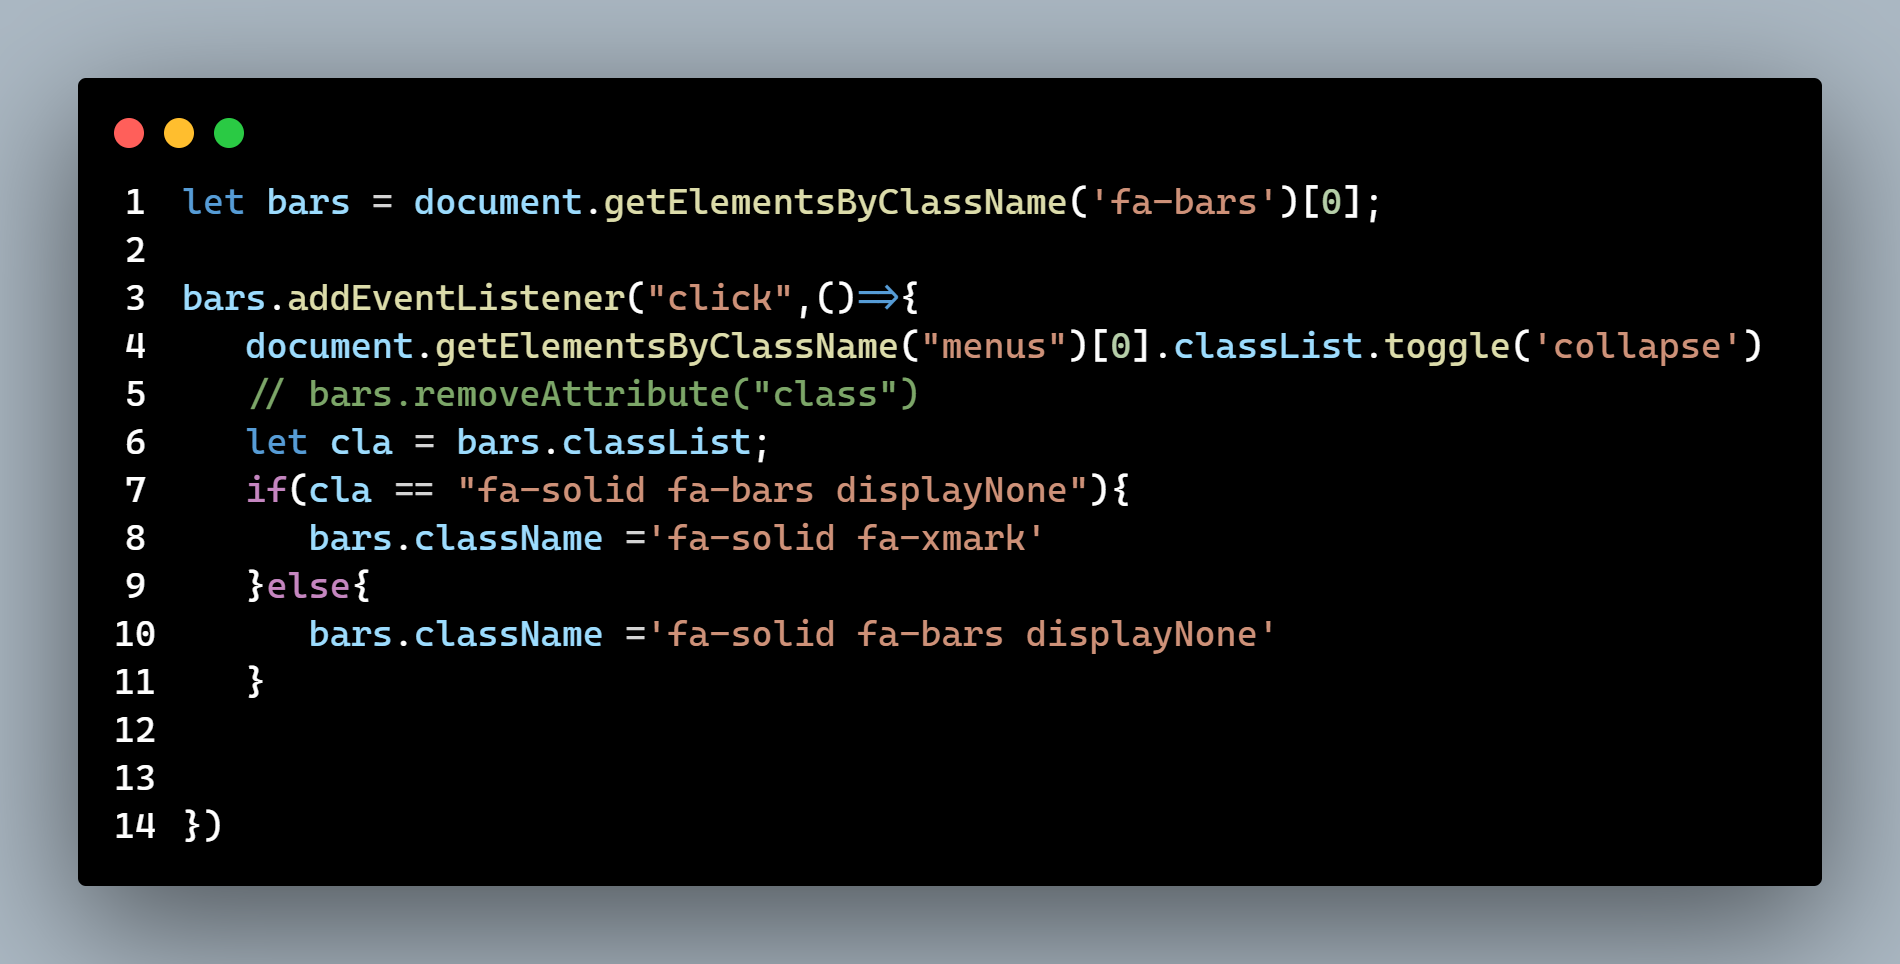 1 let bars = document.getElementsByClassName('fa-bars')[0];
2
3 bars.addEventListener("click",()=>{
4    document.getElementsByClassName("menus")[0].classList.toggle('collapse')
5    // bars.removeAttribute("class")
6    let cla = bars.classList;
7    if(cla == "fa-solid fa-bars displayNone"){
8       bars.className ='fa-solid fa-xmark'
9    }else{
10       bars.className ='fa-solid fa-bars displayNone'
11    }
12
13
14 })